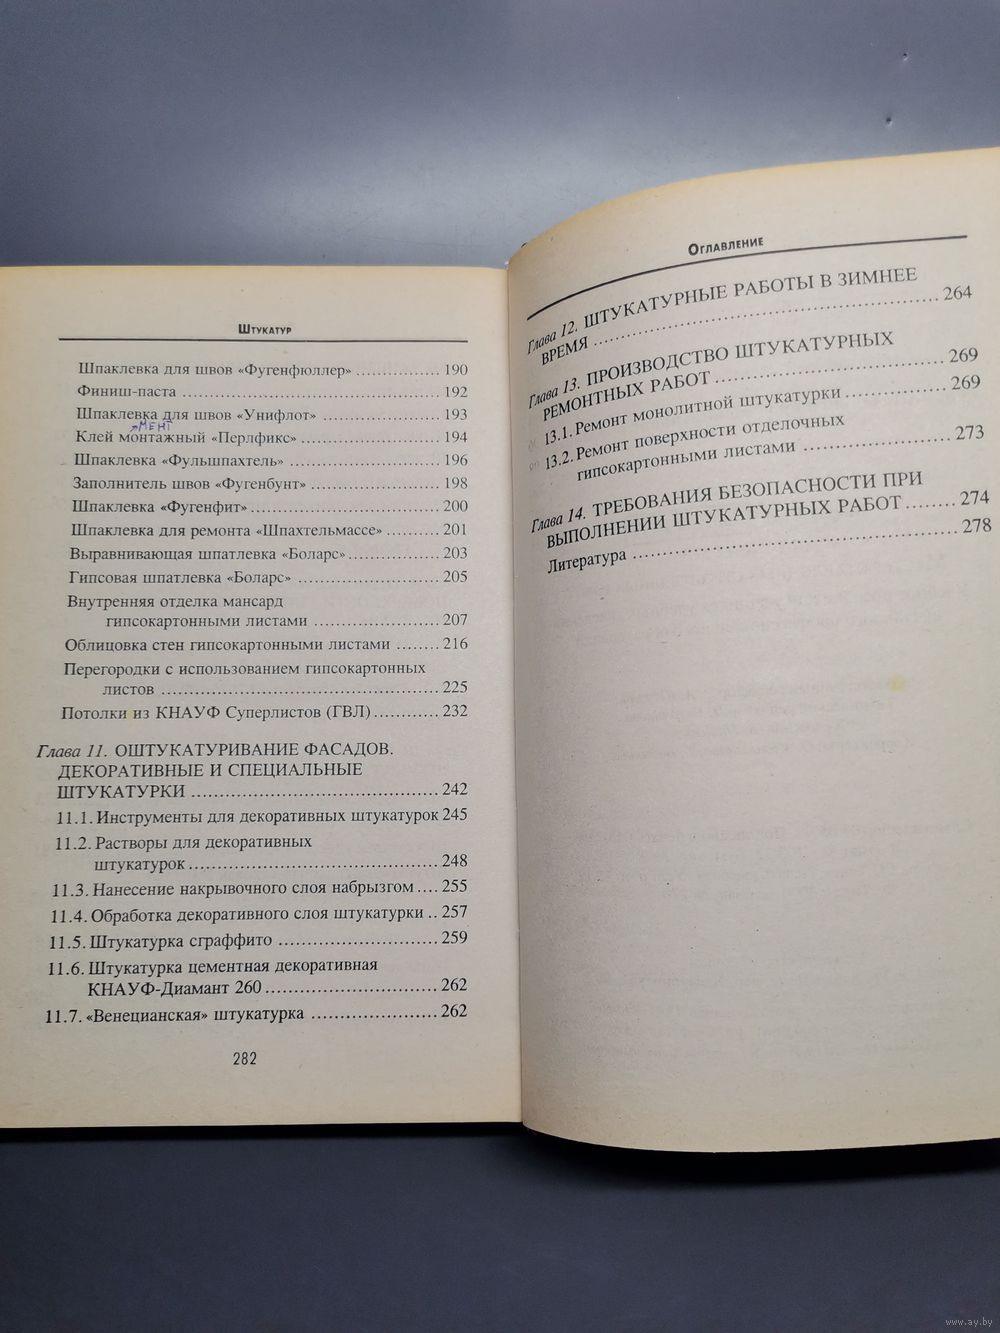 Штукатур
Шпаклевка для швов «Фугенфюллер» .............. 190
Финиш-паста ............................................. 192
Шпаклевка для швов «Унифлот» .................... 193
МЕНТ
Клей монтажный «Перлфикс» ........................ 194
Шпаклевка «Фульшпахтель» .......................... 196
Заполнитель швов «Фугенбунт» ...................... 198
Шпаклевка «Фугенфит» ................................. 200
Шпаклевка для ремонта «Шпахтельмассе» ......... 201
Выравнивающая шпатлевка «Боларс» ............... 203
Гипсовая шпатлевка «Боларс» ........................ 205
Внутренняя отделка мансард
гипсокартонными листами ..................... 207
Облицовка стен гипсокартонными листами ........ 216
Перегородки с использованием гипсокартонных
листов .............................................. 225
Потолки из КНАУФ Суперлистов (ГВЛ) ............ 232
Глава 11. ОШТУКАТУРИВАНИЕ ФАСАДОВ.
ДЕКОРАТИВНЫЕ И СПЕЦИАЛЬНЫЕ
ШТУКАТУРКИ ......................................... 242
11.1. Инструменты для декоративных штукатурок 245
11.2. Растворы для декоративных
штукатурок ......................................... 248
11.3. Нанесение накрывочного слоя набрызгом .... 255
11.4. Обработка декоративного слоя штукатурки .. 257
11.5. Штукатурка сграффито ........................... 259
11.6. Штукатурка цементная декоративная
КНАУФ-Диамант 260 ............................. 262
11.7. «Венецианская» штукатурка ..................... 262
282
Оглавление
Глава 12. ШТУКАТУРНЫЕ РАБОТЫ В ЗИМНЕЕ
ВРЕМЯ .................................................. 264
Глава 13. ПРОИЗВОДСТВО ШТУКАТУРНЫХ
РЕМОНТНЫХ РАБОТ ................................. 269
13.1. Ремонт монолитной штукатурки .............. 269
13.2. Ремонт поверхности отделочных
гипсокартонными листами ..................... 273
Глава 14. ТРЕБОВАНИЯ БЕЗОПАСНОСТИ ПРИ
ВЫПОЛНЕНИИ ШТУКАТУРНЫХ РАБОТ ........ 274
Литература ............................................... 278
www.ay.by